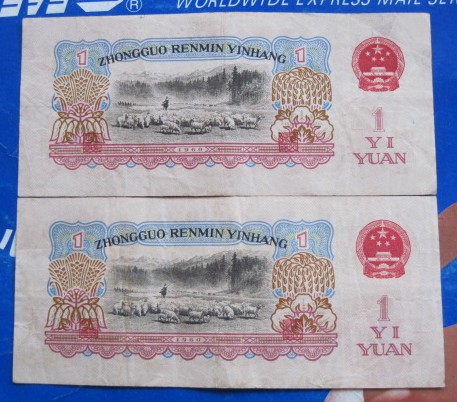 ®
WORLDWIDE EXPRESS MAIL SER
1 1
ZHONGGUO RENMIN YINHANG
1960
1
YI
YUAN
1 1
ZHONGGUO RENMIN YINHANG
1960
1
YI
YUAN